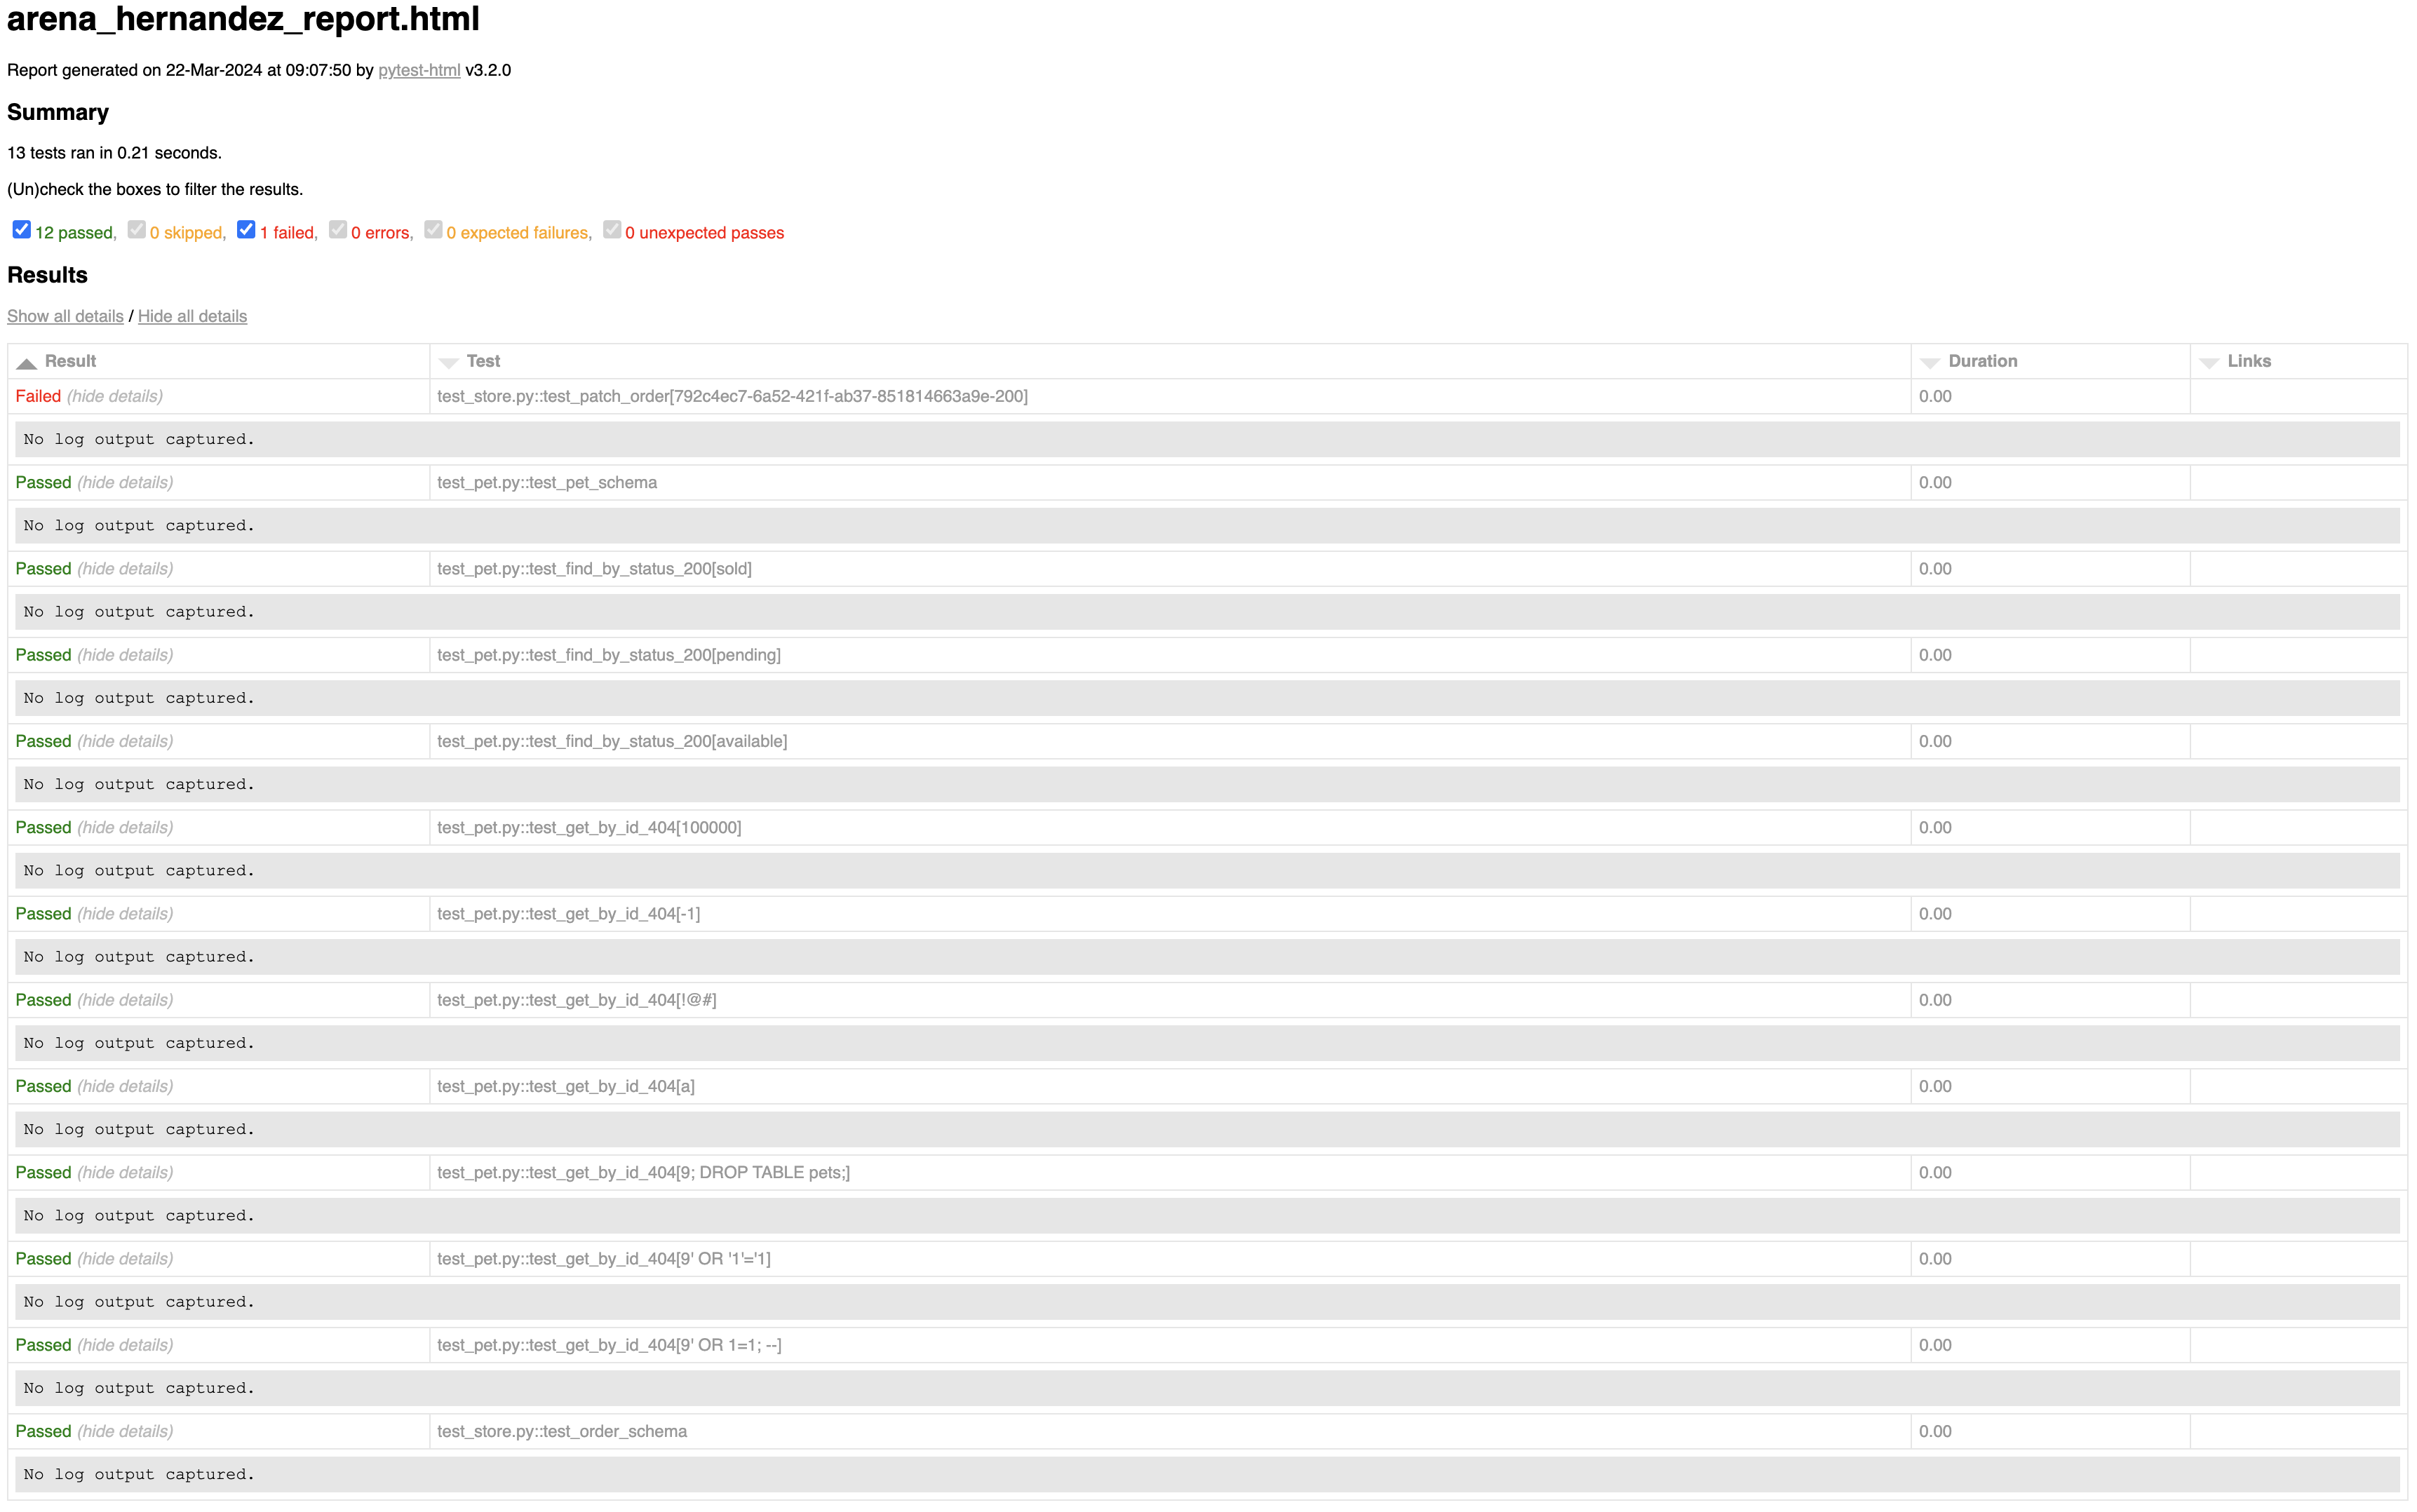 arena_hernandez_report.html
Report generated on 22-Mar-2024 at 09:07:50 by pytest-html v3.2.0
Summary
13 tests ran in 0.21 seconds.
(Un)check the boxes to filter the results.
12 passed, 0 skipped, 1 failed, 0 errors, 0 expected failures, 0 unexpected passes
Results
Show all details / Hide all details
Result Test Duration Links
Failed (hide details) test_store.py::test_patch_order[792c4ec7-6a52-421f-ab37-851814663a9e-200] 0.00
No log output captured.
Passed (hide details) test_pet.py::test_pet_schema 0.00
No log output captured.
Passed (hide details) test_pet.py::test_find_by_status_200[sold] 0.00
No log output captured.
Passed (hide details) test_pet.py::test_find_by_status_200[pending] 0.00
No log output captured.
Passed (hide details) test_pet.py::test_find_by_status_200[available] 0.00
No log output captured.
Passed (hide details) test_pet.py::test_get_by_id_404[100000] 0.00
No log output captured.
Passed (hide details) test_pet.py::test_get_by_id_404[-1] 0.00
No log output captured.
Passed (hide details) test_pet.py::test_get_by_id_404[!@#] 0.00
No log output captured.
Passed (hide details) test_pet.py::test_get_by_id_404[a] 0.00
No log output captured.
Passed (hide details) test_pet.py::test_get_by_id_404[9; DROP TABLE pets;] 0.00
No log output captured.
Passed (hide details) test_pet.py::test_get_by_id_404[9' OR '1'='1] 0.00
No log output captured.
Passed (hide details) test_pet.py::test_get_by_id_404[9' OR 1=1; --] 0.00
No log output captured.
Passed (hide details) test_store.py::test_order_schema 0.00
No log output captured.